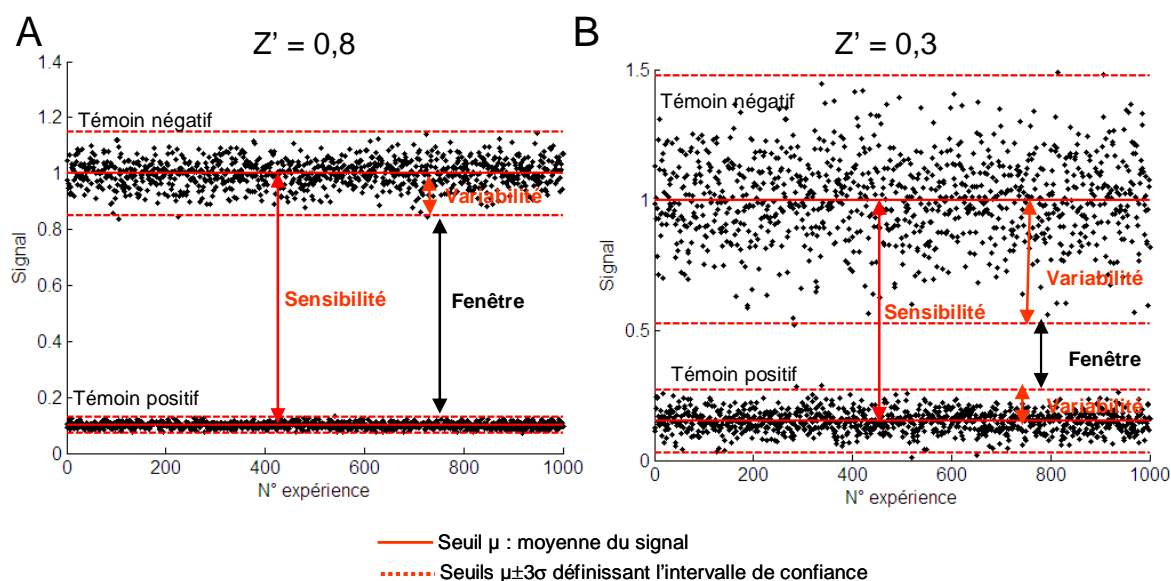 A
Z' = 0,8
1.4
1.2
1
0.8
0.6
0.4
0.2
0
Signal
Témoin négatif
Variabilité
Sensibilité
Fenêtre
Témoin positif
0
200
400
600
800
1000
N° expérience
B
Z' = 0,3
1.5
1
0.5
0
Signal
Témoin négatif
Variabilité
Sensibilité
Fenêtre
Témoin positif
Variabilité
0
200
400
600
800
1000
N° expérience
Seuil μ : moyenne du signal
Seuils μ±3σ définissant l'intervalle de confiance